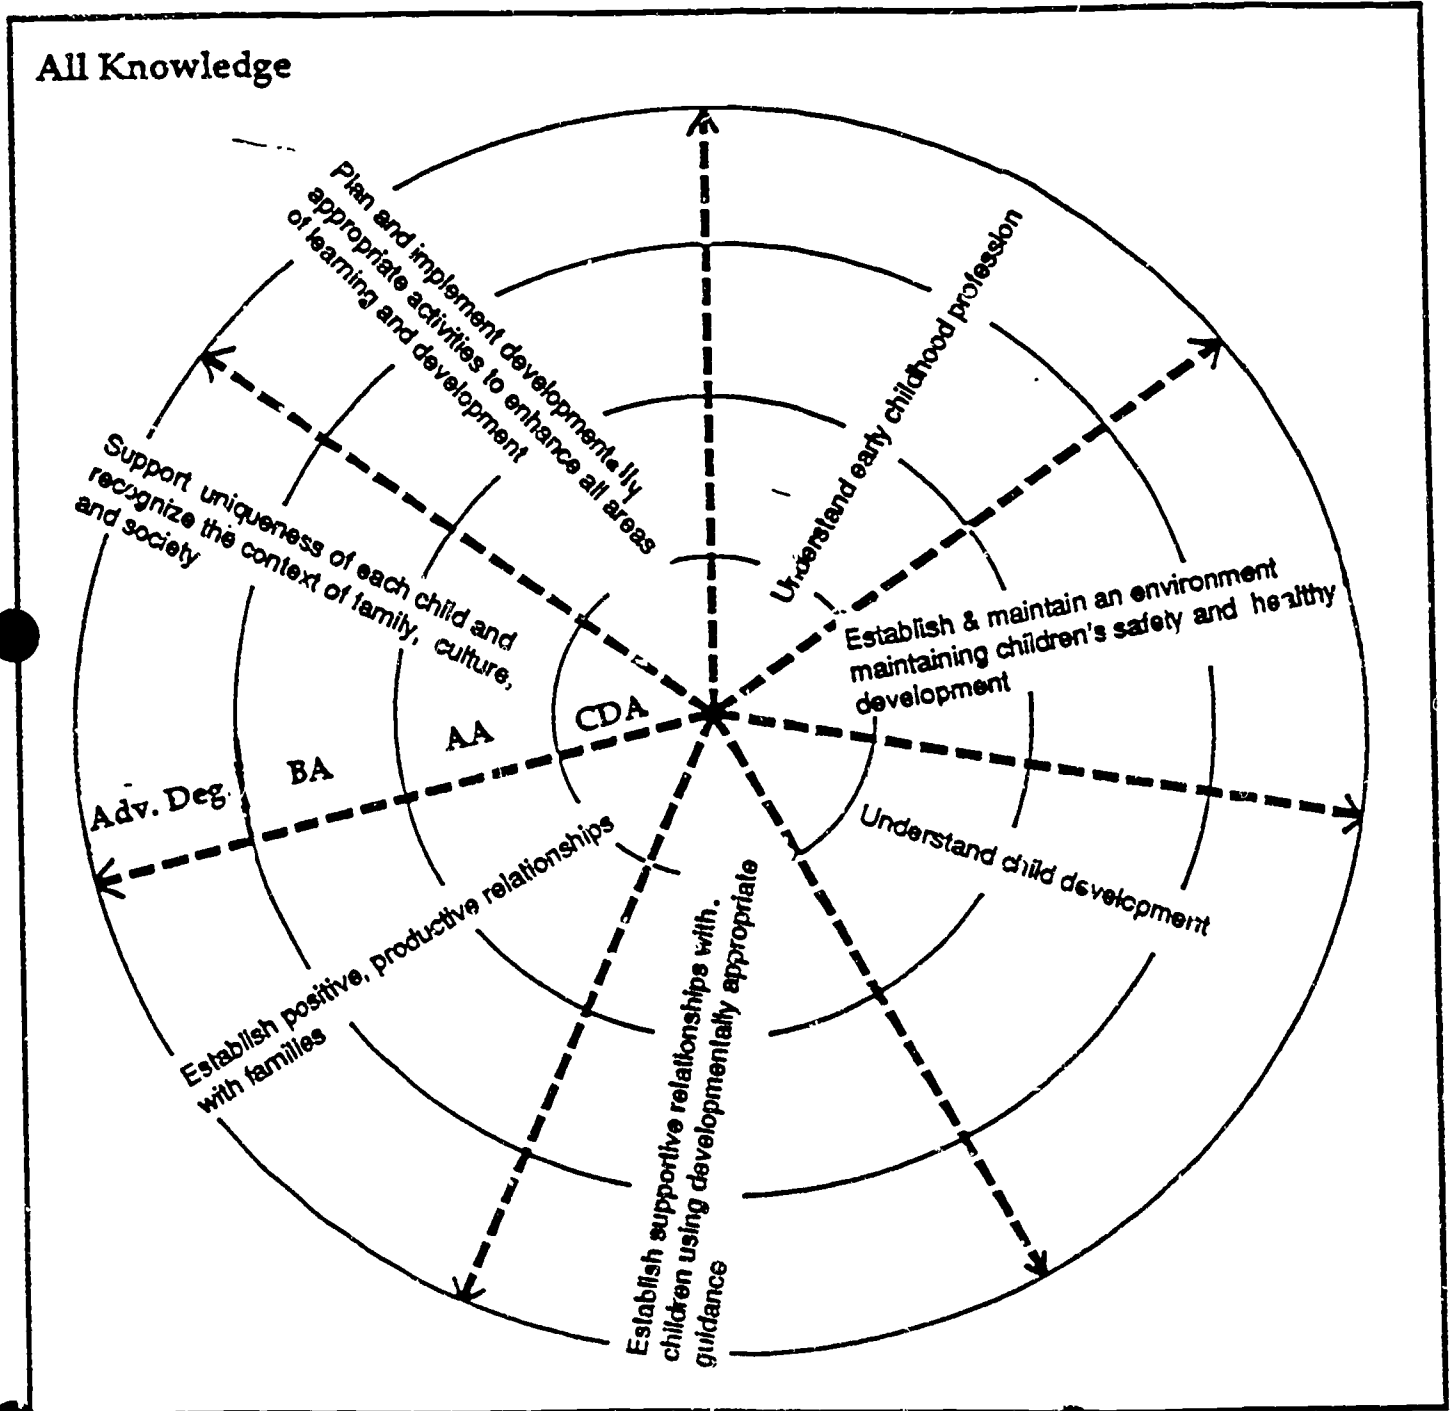 All Knowledge
Plan and implement developmentally
appropriate activities to enhance all areas
of learning and development
Understand early childhood profession
Support uniqueness of each child and
recognize the context of family, culture,
and society
Establish & maintain an environment
maintaining children's safety and healthy
development
CDA
AA
BA
Adv. Deg.
Understand child development
Establish positive, productive relationships
with families
Establish supportive relationships with
children using developmentally appropriate
guidance